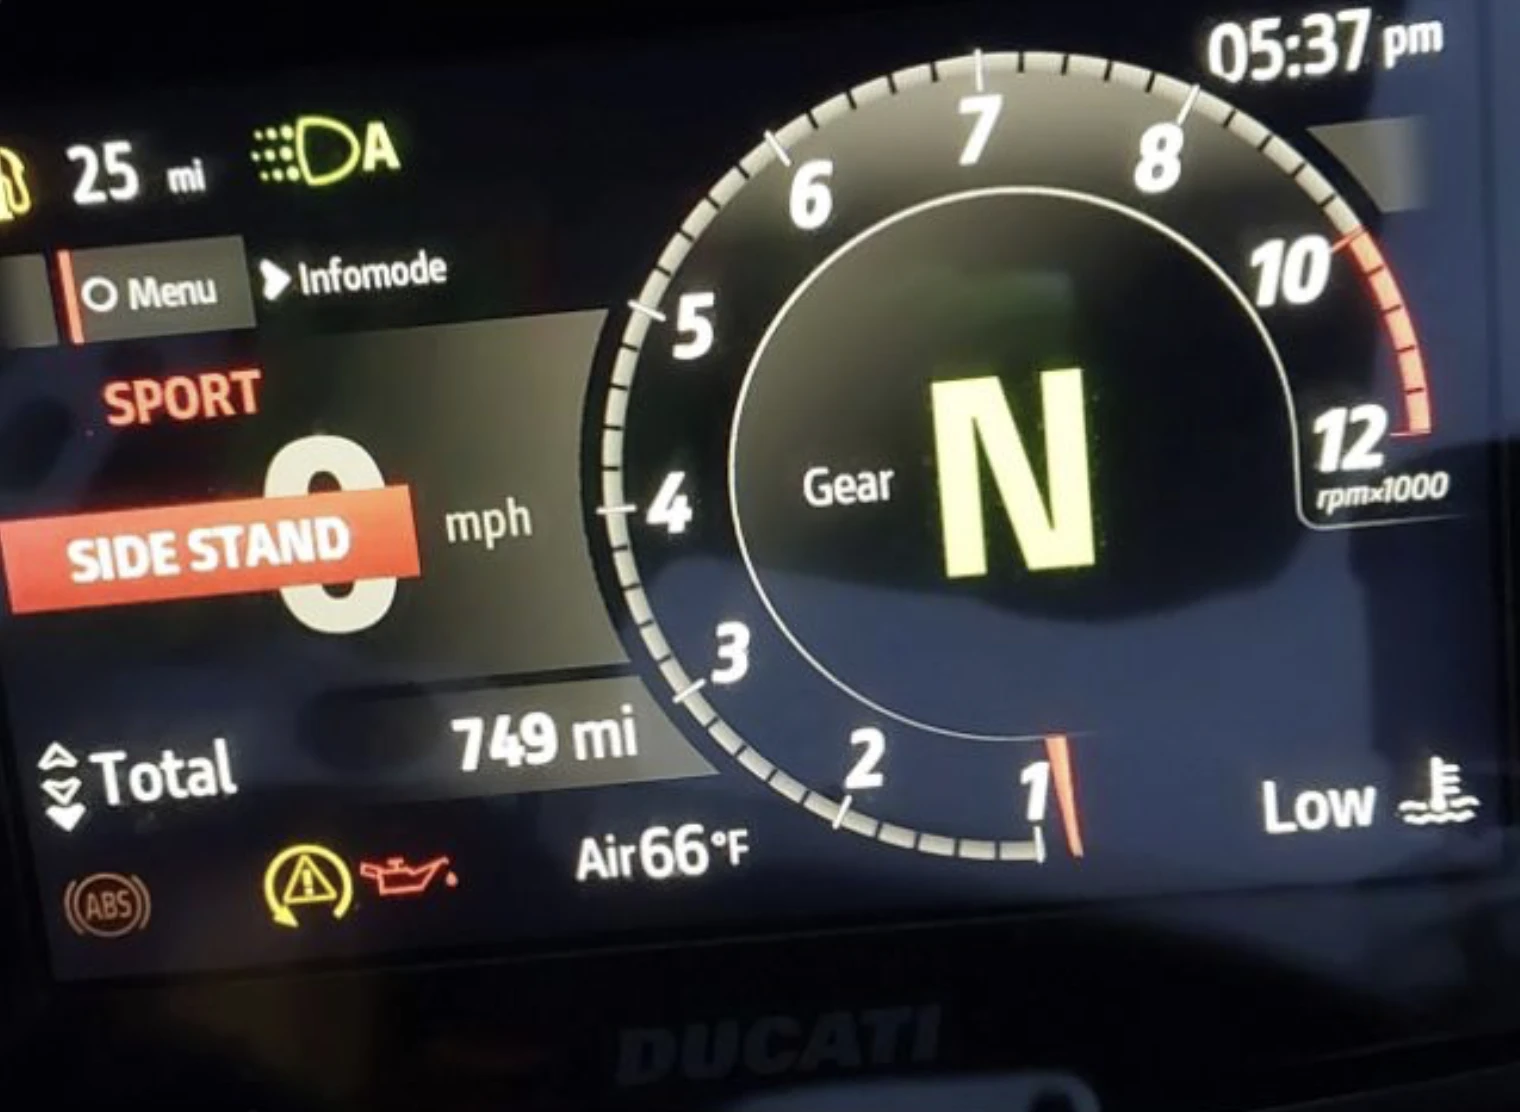 05:37 pm
25 mi
A
Menu
Infomode
SPORT
0 mph
SIDE STAND
Total 749 mi
ABS
Air 66°F
1
2
3
4
5
6
7
8
10
12
rpm×1000
Gear N
Low
DUCATI